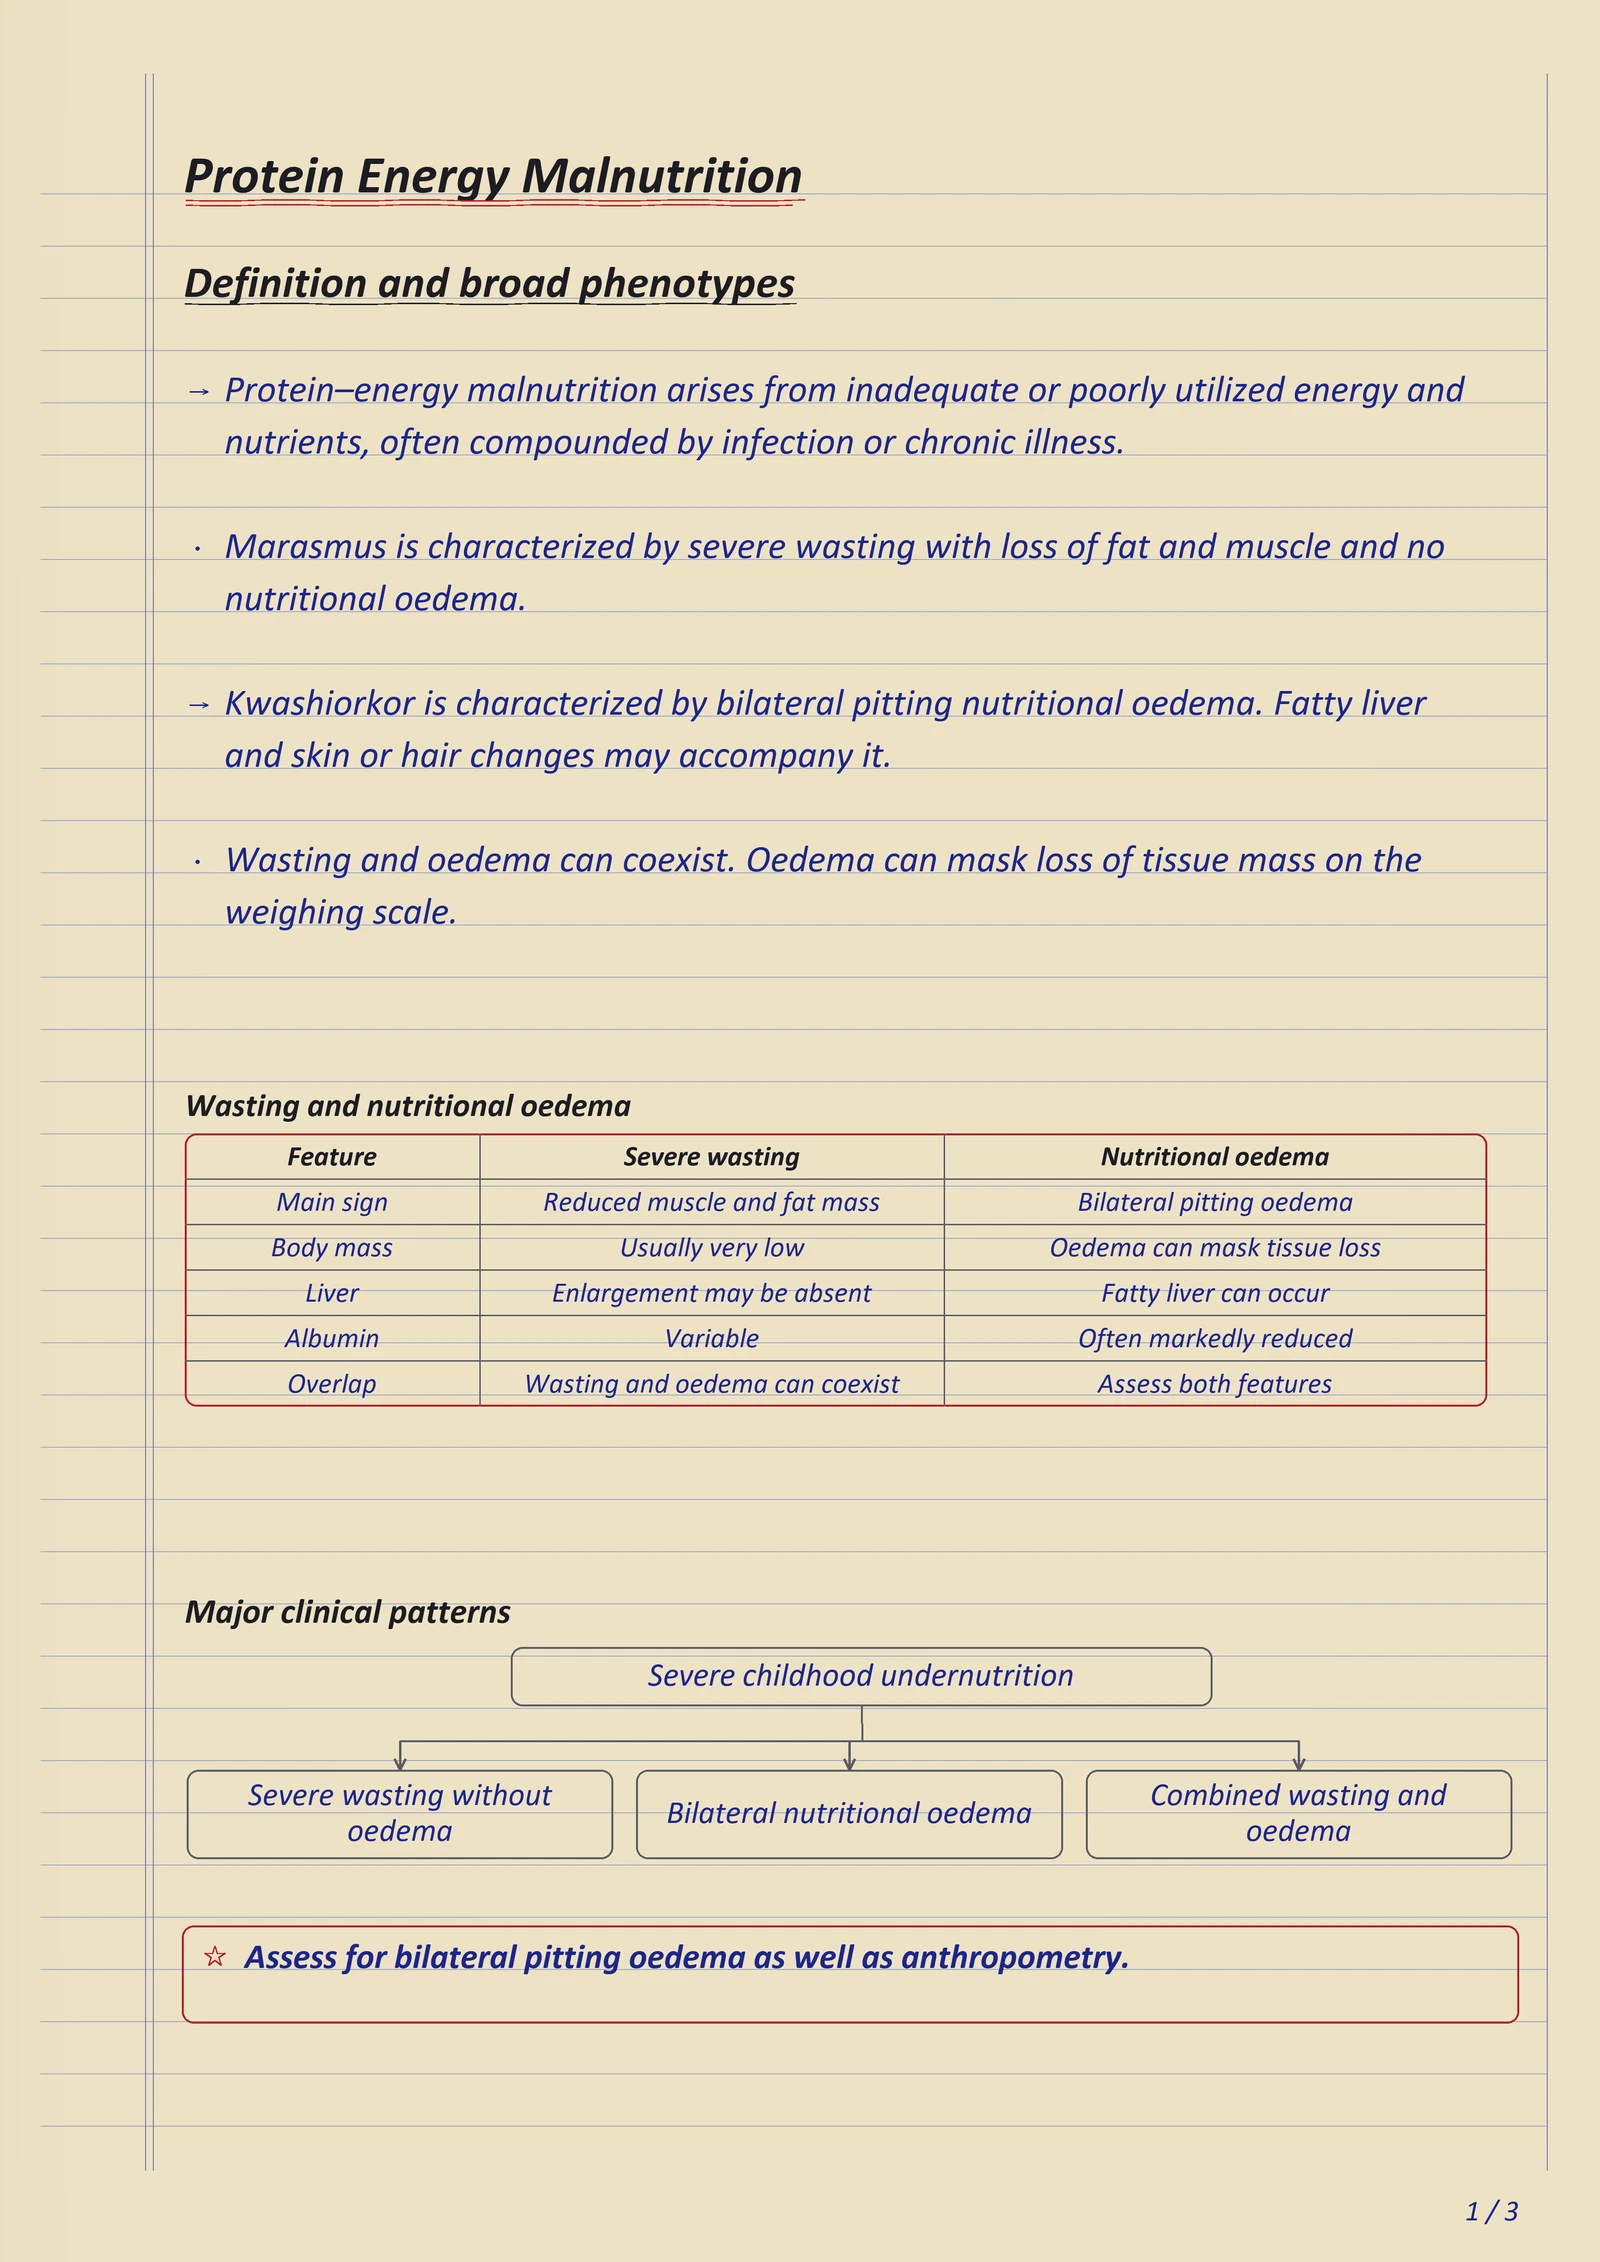 Protein Energy Malnutrition
Definition and broad phenotypes
→ Protein–energy malnutrition arises from inadequate or poorly utilized energy and
nutrients, often compounded by infection or chronic illness.
· Marasmus is characterized by severe wasting with loss of fat and muscle and no
nutritional oedema.
→ Kwashiorkor is characterized by bilateral pitting nutritional oedema. Fatty liver
and skin or hair changes may accompany it.
· Wasting and oedema can coexist. Oedema can mask loss of tissue mass on the
weighing scale.
Wasting and nutritional oedema
Feature Severe wasting Nutritional oedema
Main sign Reduced muscle and fat mass Bilateral pitting oedema
Body mass Usually very low Oedema can mask tissue loss
Liver Enlargement may be absent Fatty liver can occur
Albumin Variable Often markedly reduced
Overlap Wasting and oedema can coexist Assess both features
Major clinical patterns
Severe childhood undernutrition
Severe wasting without
oedema
Bilateral nutritional oedema
Combined wasting and
oedema
☆ Assess for bilateral pitting oedema as well as anthropometry.
1 / 3